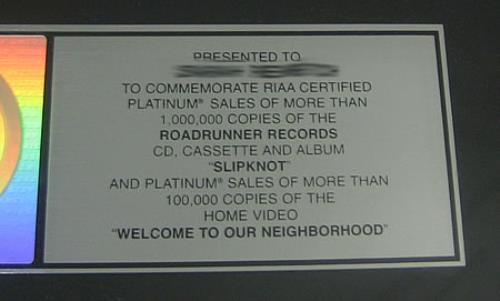 PRESENTED TO
TO COMMEMORATE RIAA CERTIFIED
PLATINUM® SALES OF MORE THAN
1,000,000 COPIES OF THE
ROADRUNNER RECORDS
CD, CASSETTE AND ALBUM
"SLIPKNOT"
AND PLATINUM® SALES OF MORE THAN
100,000 COPIES OF THE
HOME VIDEO
"WELCOME TO OUR NEIGHBORHOOD"